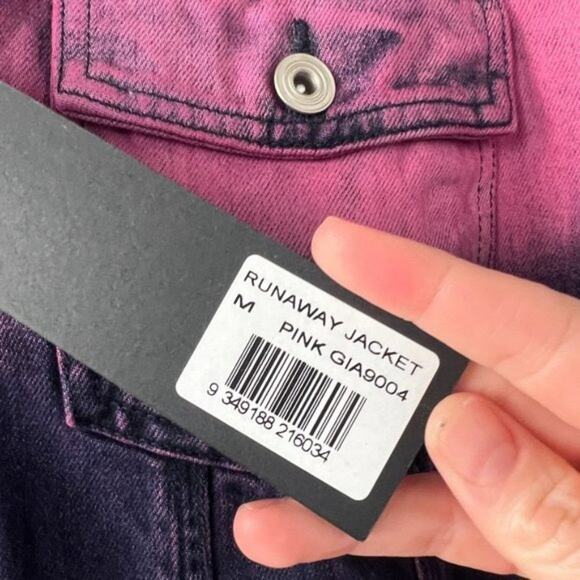 RUNAWAY JACKET
M PINK GIA9004
9 349188 216034